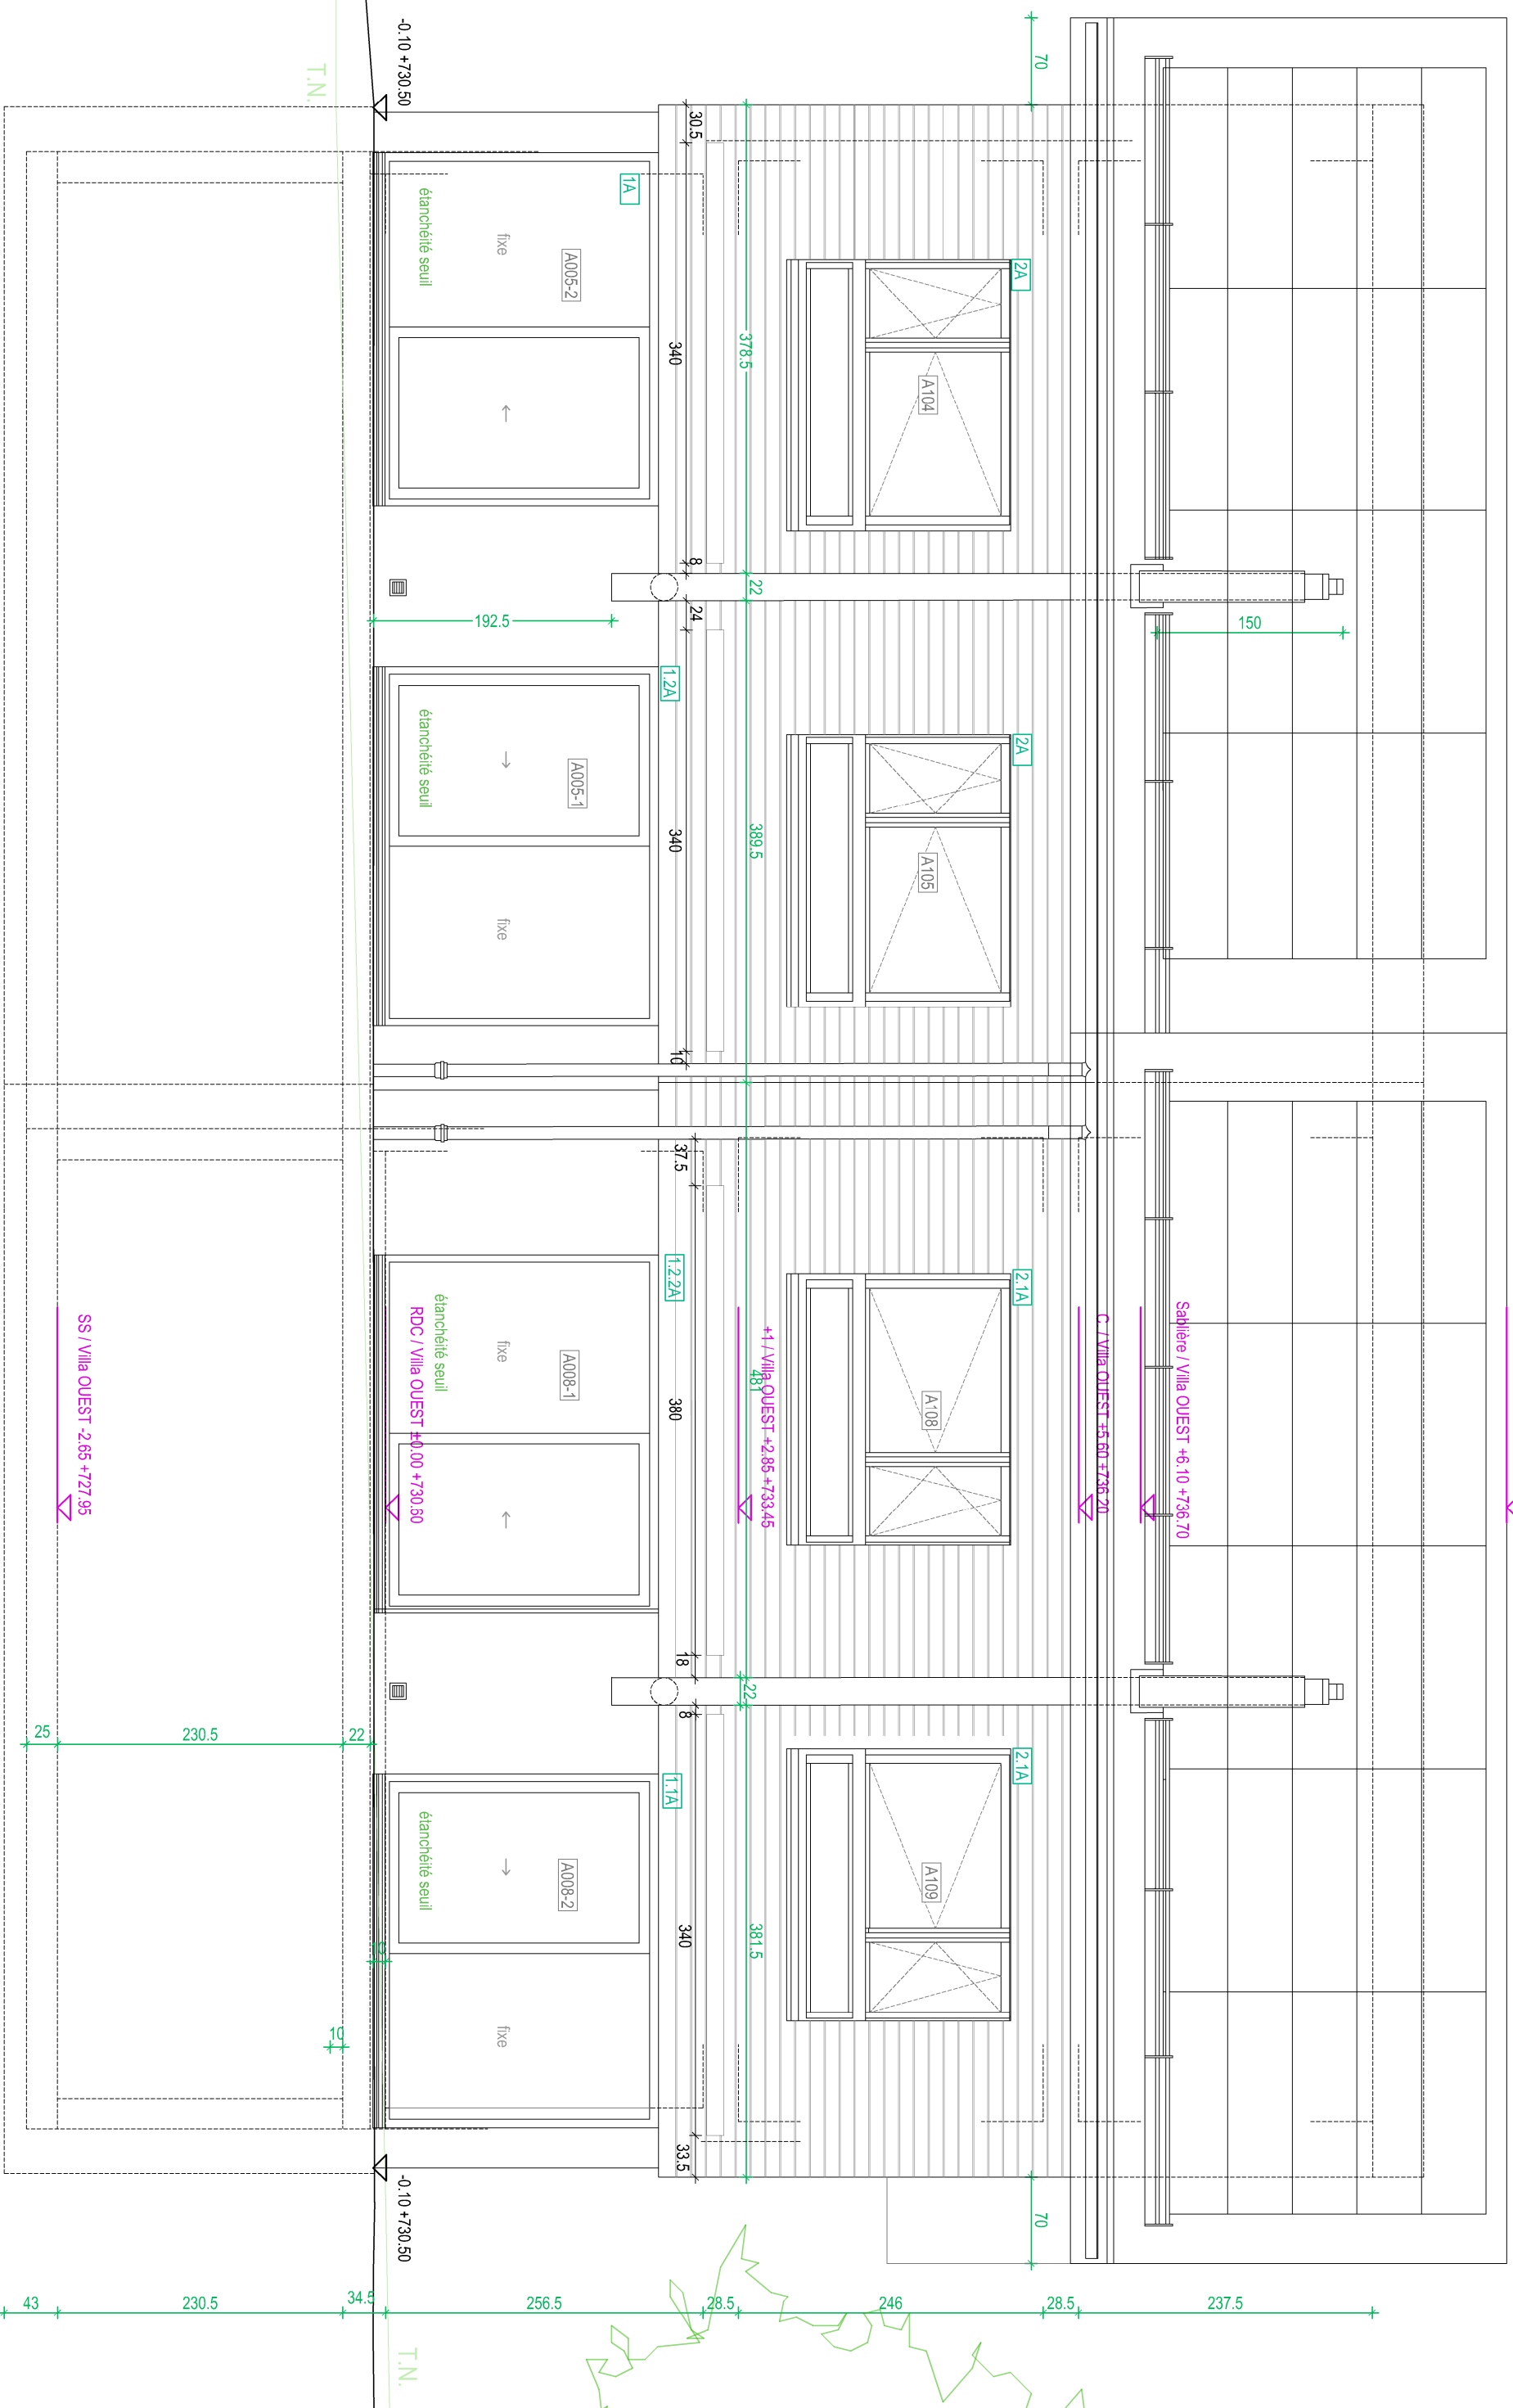 T.N.
-0.10 +730.50
70
30.5
1A
étanchéité seuil
fixe
A005-2
340
378.5
2A
A104
8
22
24
192.5
150
1.2A
étanchéité seuil
A005-1
fixe
340
389.5
2A
A105
10
37.5
1.2.2A
étanchéité seuil
fixe
A008-1
380
481
2.1A
A108
SS / Villa OUEST -2.65 +727.95
RDC / Villa OUEST ±0.00 +730.60
+1 / Villa OUEST +2.85 +733.45
C / Villa OUEST +5.60 +736.20
Sablière / Villa OUEST +6.10 +736.70
18
22
8
25
230.5
22
1.1A
étanchéité seuil
A008-2
fixe
340
381.5
2.1A
A109
10
10
33.5
-0.10 +730.50
70
43
230.5
34.5
256.5
28.5
246
28.5
237.5
T.N.